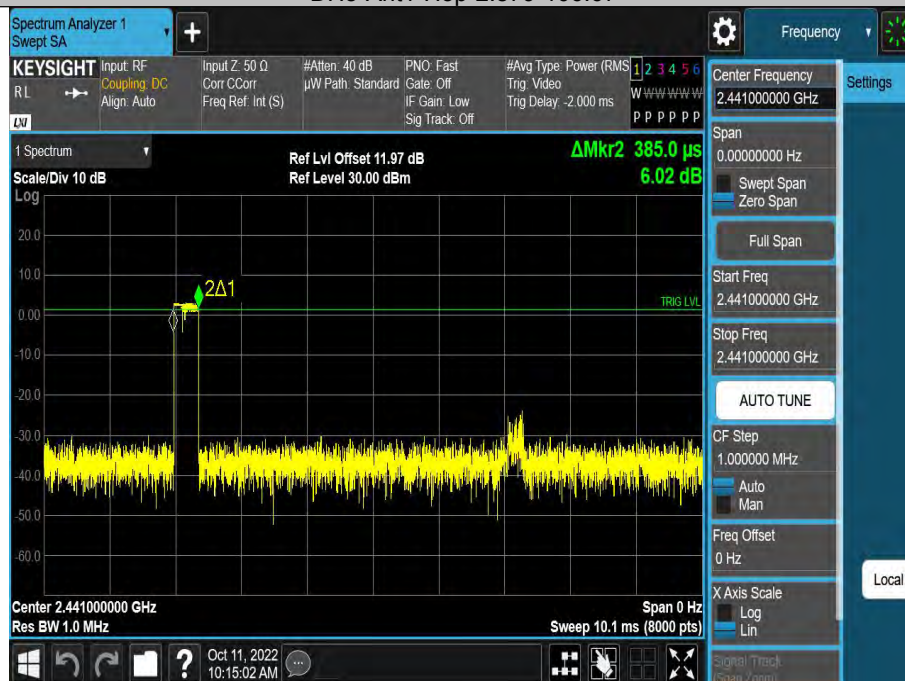 Spectrum Analyzer 1
Swept SA
+
Frequency
KEYSIGHT
RL
LXI
Input: RF
Coupling: DC
Align: Auto
Input Z: 50 Ω
Corr CCorr
Freq Ref: Int (S)
#Atten: 40 dB
µW Path: Standard
PNO: Fast
Gate: Off
IF Gain: Low
Sig Track: Off
#Avg Type: Power (RMS
Trig: Video
Trig Delay: -2.000 ms
1 2 3 4 5 6
W W W W W W
P P P P P P
1 Spectrum
Scale/Div 10 dB
Log
Ref Lvl Offset 11.97 dB
Ref Level 30.00 dBm
ΔMkr2 385.0 µs
6.02 dB
20.0
10.0
0.00
-10.0
-20.0
-30.0
-40.0
-50.0
-60.0
2Δ1
TRIG LVL
Center 2.441000000 GHz
Res BW 1.0 MHz
Span 0 Hz
Sweep 10.1 ms (8000 pts)
Center Frequency
2.441000000 GHz
Settings
Span
0.00000000 Hz
Swept Span
Zero Span
Full Span
Start Freq
2.441000000 GHz
Stop Freq
2.441000000 GHz
AUTO TUNE
CF Step
1.000000 MHz
Auto
Man
Freq Offset
0 Hz
Local
X Axis Scale
Log
Lin
Signal Track
(Span Zoom)
?
Oct 11, 2022
10:15:02 AM